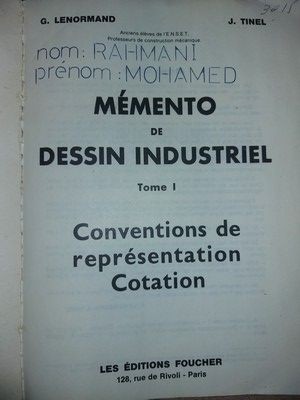 G. LENORMAND J. TINEL
Anciens élèves de l'E.N.S.E.T.
Professeurs de construction mécanique.
nom: RAHMANI
prénom: MOHAMED
MÉMENTO
DE
DESSIN INDUSTRIEL
Tome I
Conventions de
représentation
Cotation
LES ÉDITIONS FOUCHER
128, rue de Rivoli - Paris